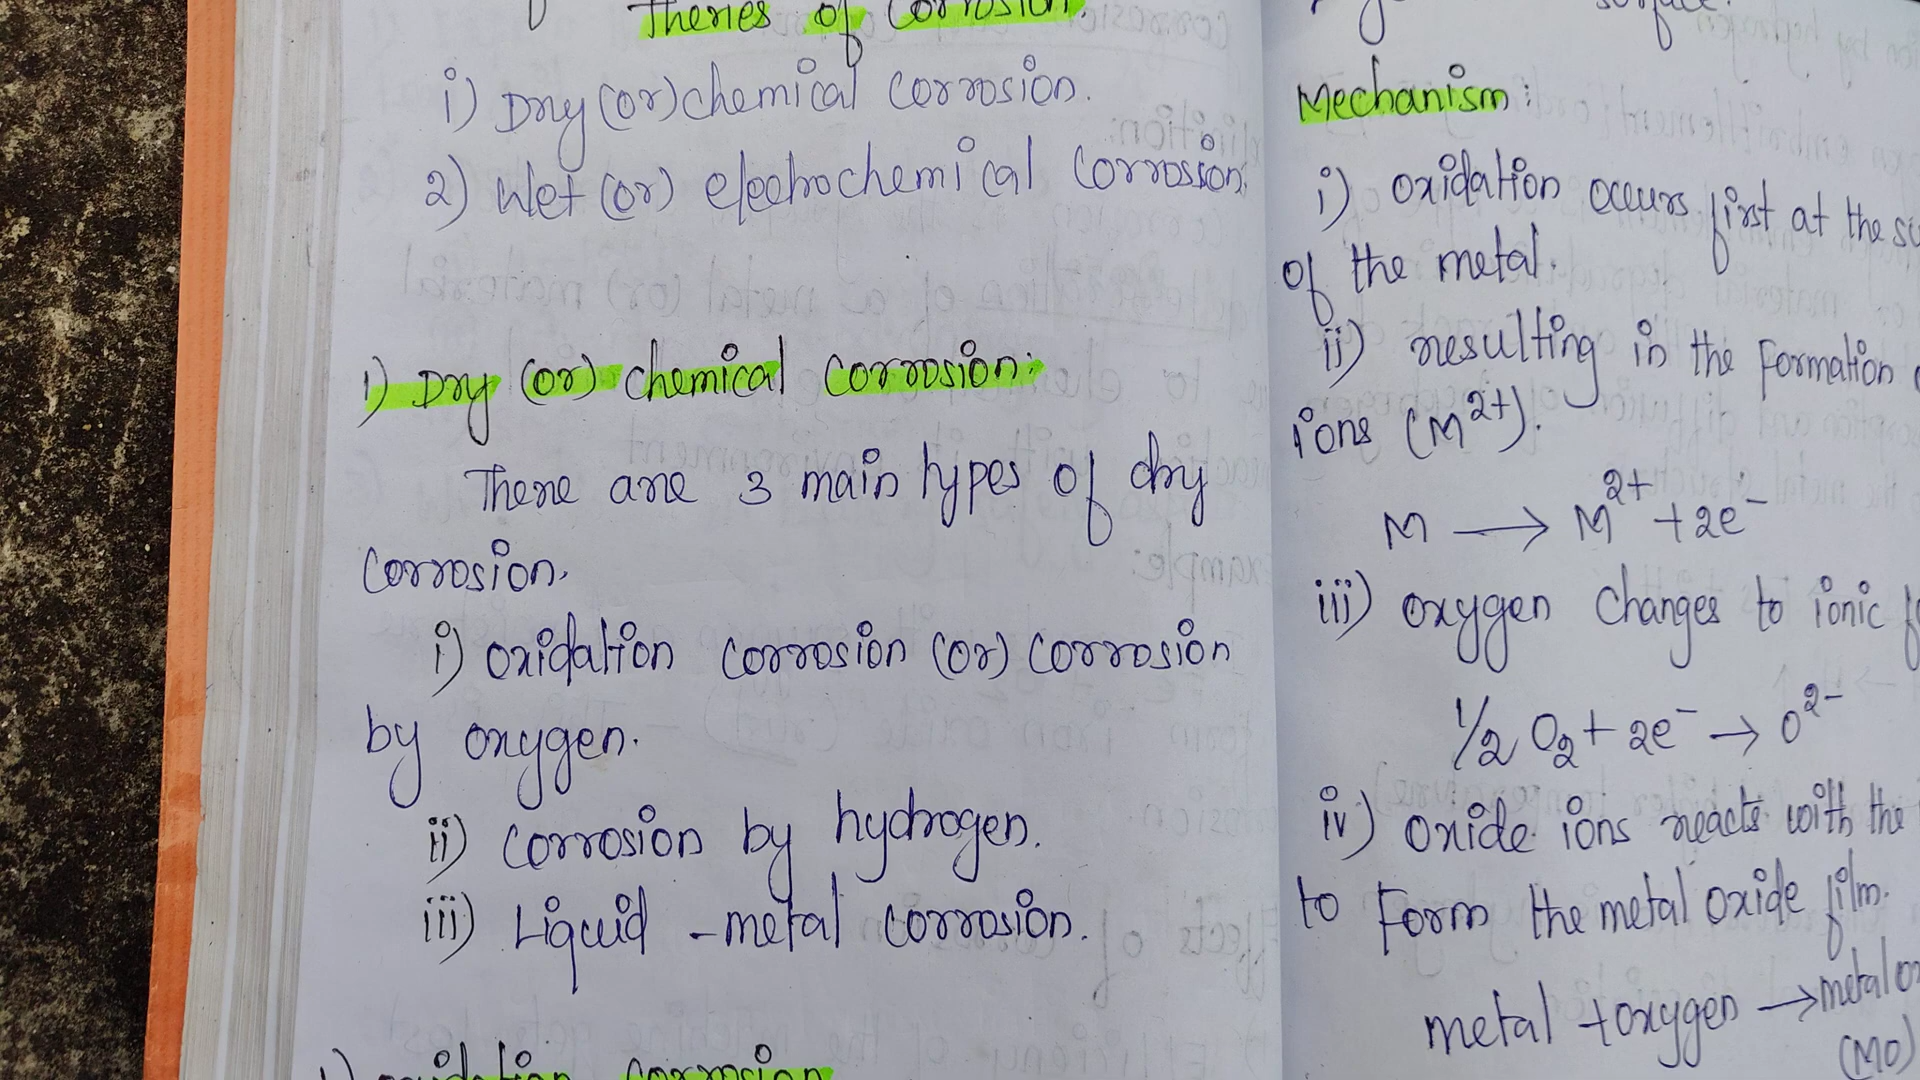 Theries of Corrosion.
i) Dry (or) chemical Corrosion.
2) Wet (or) electrochemical Corrossion.
1) Dry (or) chemical Corrosion:
There are 3 main types of dry
Corrosion.
i) Oxidation Corrosion (or) Corrosion
by oxygen.
ii) Corrosion by hydrogen.
iii) Liquid - metal Corrosion.
i) oxidation corrosion
surface.
Mechanism:
i) Oxidation occurs first at the
of the metal.
ii) resulting in the Formation
ions (M²⁺).
M → M²⁺ + 2e⁻
iii) Oxygen Changes to ionic
1/2 O₂ + 2e⁻ → O²⁻
iv) Oxide ions reacts with the
to Form the metal oxide film.
metal + oxygen → metal
(MO)